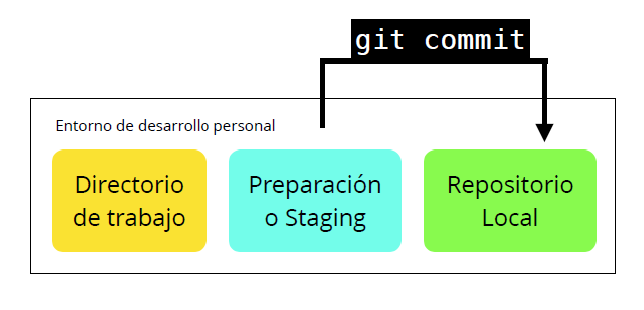 git commit
Entorno de desarrollo personal
Directorio
de trabajo
Preparación
o Staging
Repositorio
Local